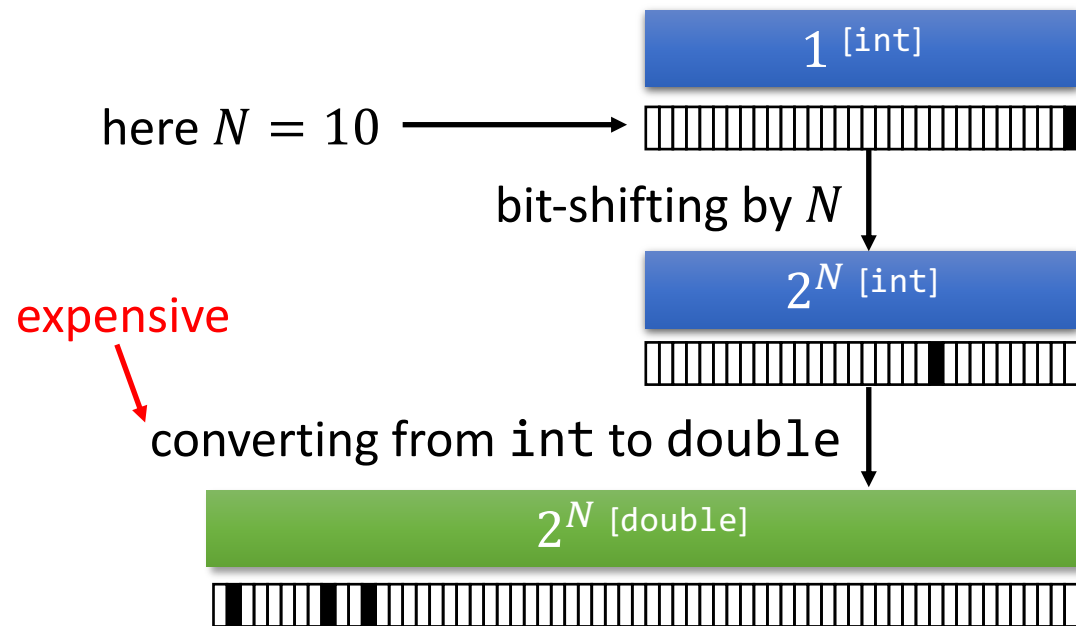 1 [int]
here N = 10
bit-shifting by N
2^N [int]
expensive
converting from int to double
2^N [double]